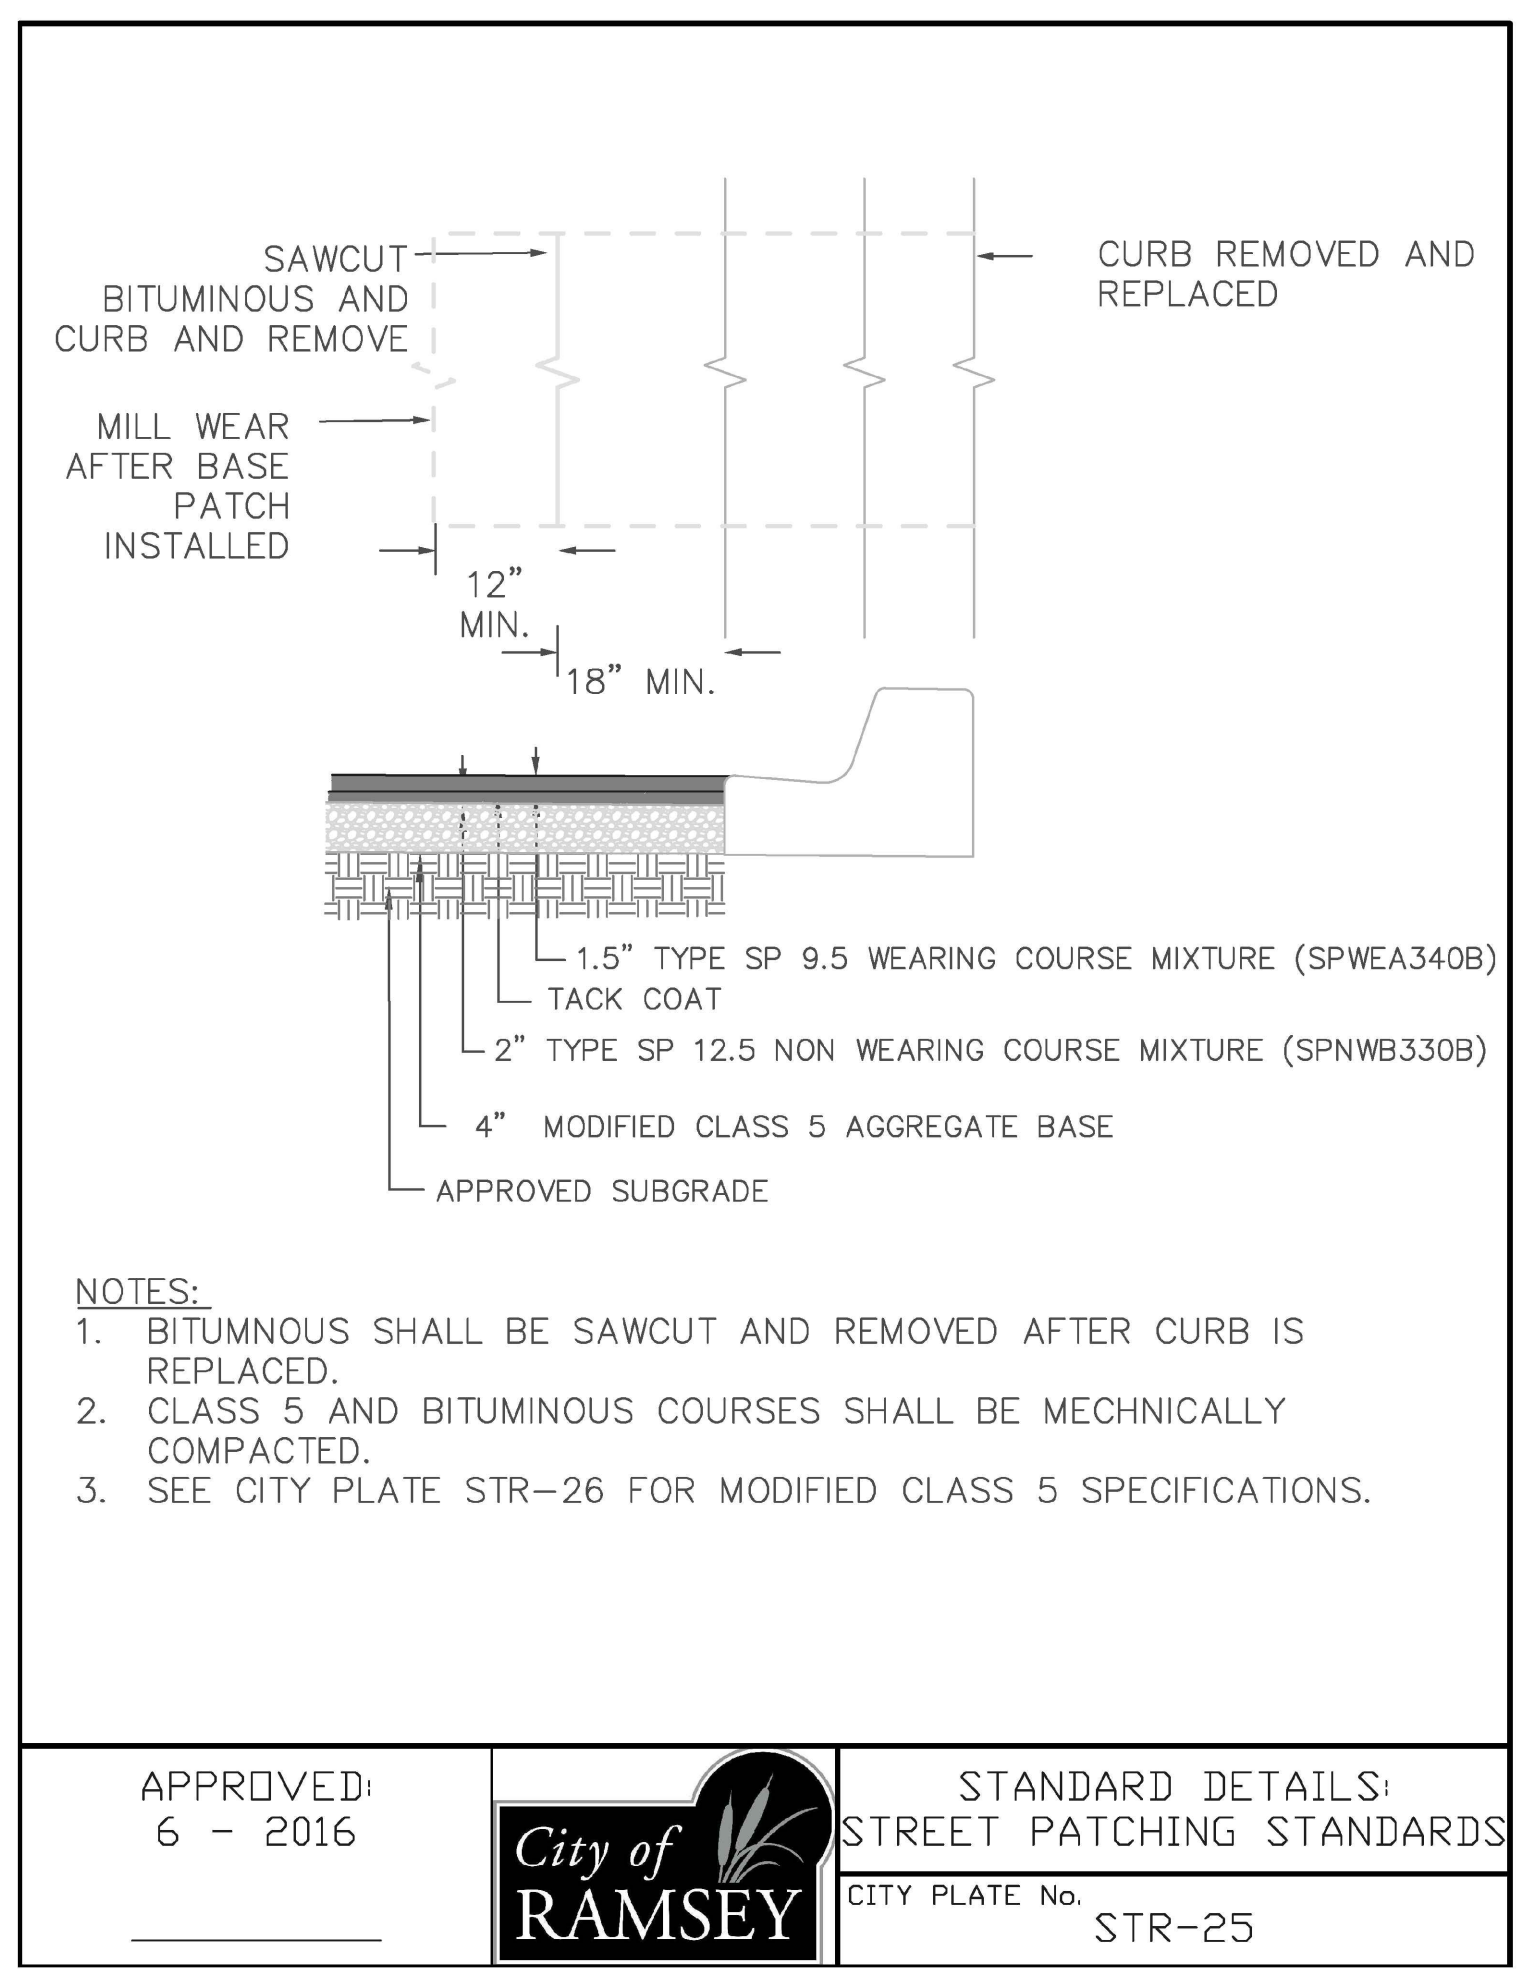 SAWCUT
BITUMINOUS AND
CURB AND REMOVE
CURB REMOVED AND
REPLACED
MILL WEAR
AFTER BASE
PATCH
INSTALLED
12”
MIN.
18” MIN.
1.5” TYPE SP 9.5 WEARING COURSE MIXTURE (SPWEA340B)
TACK COAT
2” TYPE SP 12.5 NON WEARING COURSE MIXTURE (SPNWB330B)
4” MODIFIED CLASS 5 AGGREGATE BASE
APPROVED SUBGRADE
NOTES:
1. BITUMNOUS SHALL BE SAWCUT AND REMOVED AFTER CURB IS
REPLACED.
2. CLASS 5 AND BITUMINOUS COURSES SHALL BE MECHNICALLY
COMPACTED.
3. SEE CITY PLATE STR-26 FOR MODIFIED CLASS 5 SPECIFICATIONS.
APPROVED:
6 - 2016
City of
RAMSEY
STANDARD DETAILS:
STREET PATCHING STANDARDS
CITY PLATE No.
STR-25